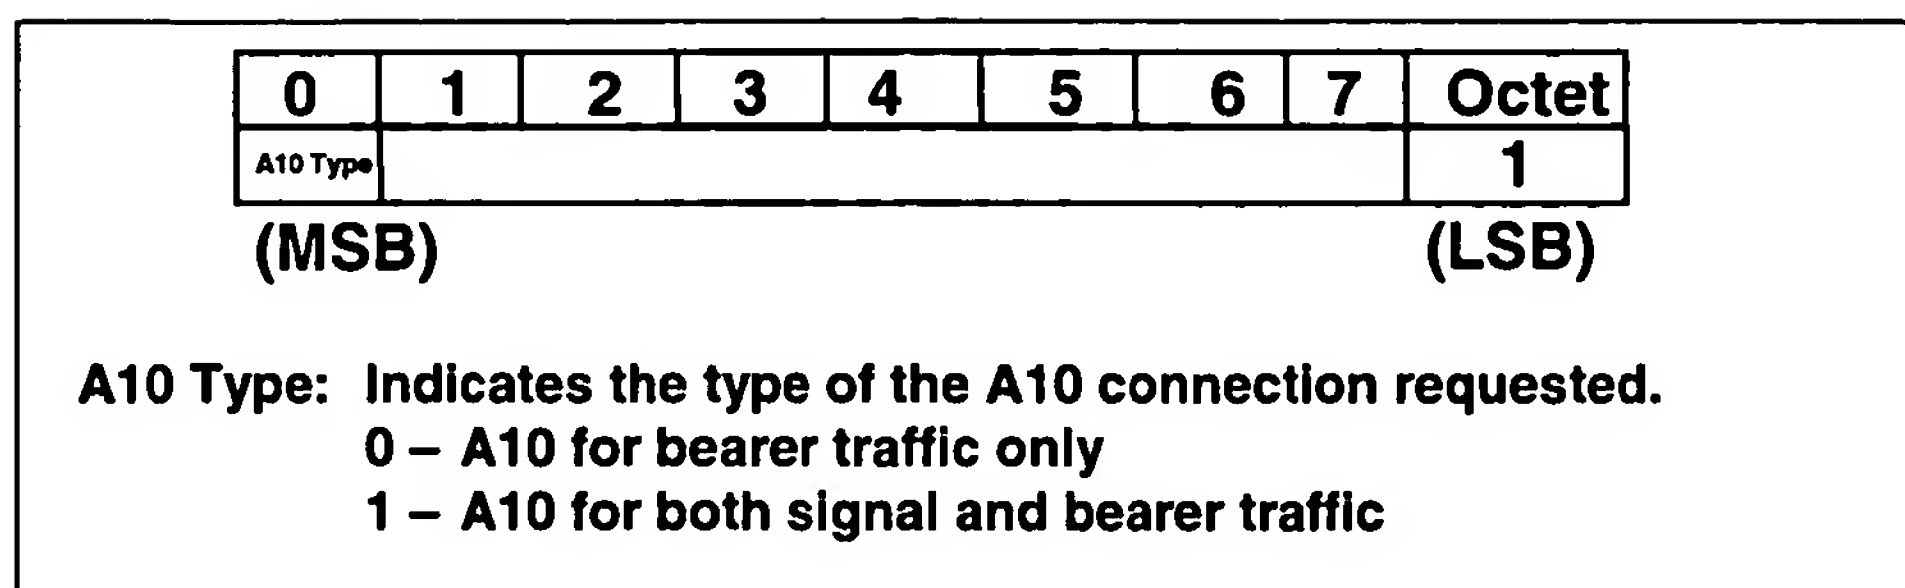 0 1 2 3 4 5 6 7 Octet
A10 Type 1
(MSB) (LSB)
A10 Type: Indicates the type of the A10 connection requested.
0 – A10 for bearer traffic only
1 – A10 for both signal and bearer traffic